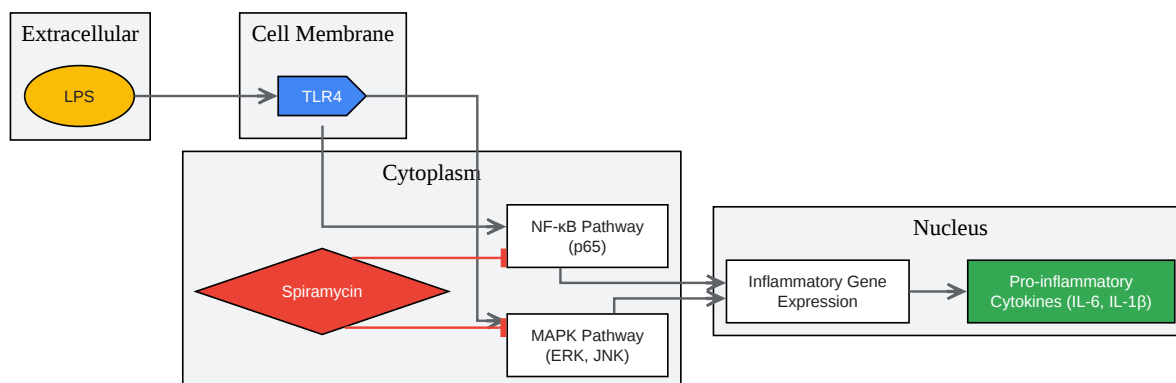 Extracellular
LPS
Cell Membrane
TLR4
Cytoplasm
NF-κB Pathway
(p65)
Spiramycin
MAPK Pathway
(ERK, JNK)
Nucleus
Inflammatory Gene
Expression
Pro-inflammatory
Cytokines (IL-6, IL-1β)